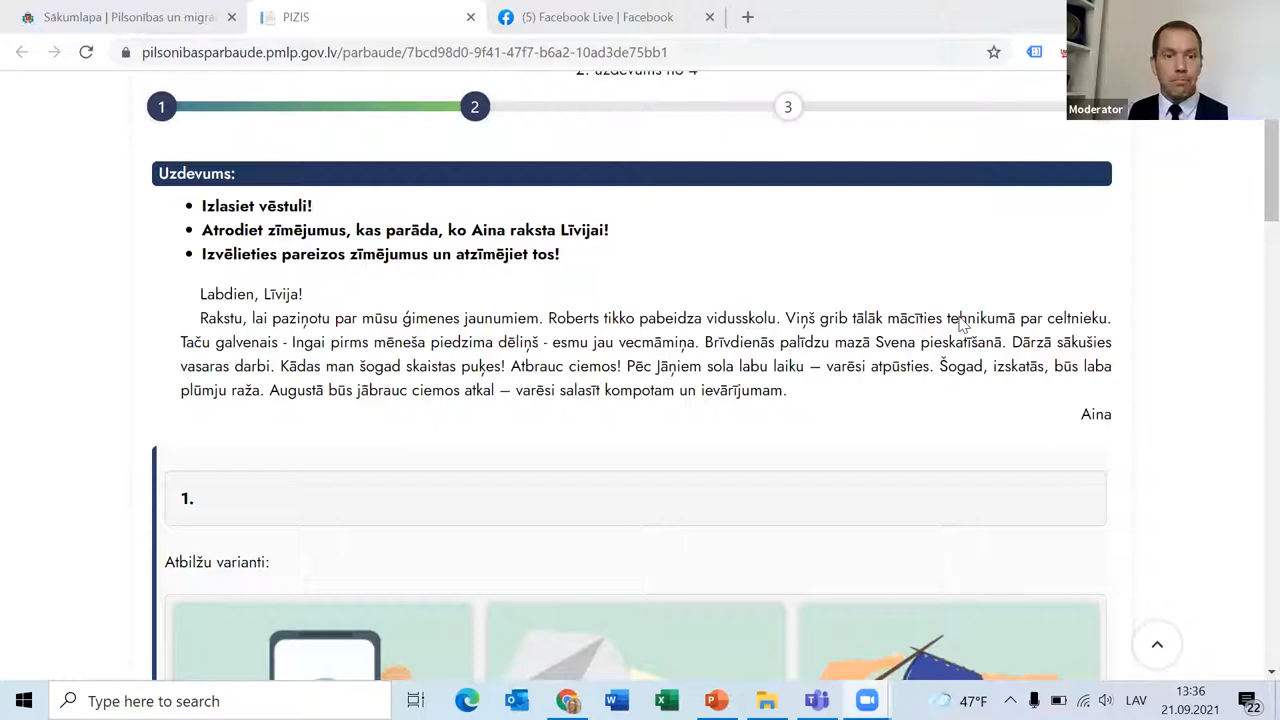 Sākumlapa | Pilsonības un migrā
PIZIS
(5) Facebook Live | Facebook
pilsonibasparbaude.pmlp.gov.lv/parbaude/7bcd98d0-9f41-47f7-b6a2-10ad3de75bb1
Moderator
2. uzdevums no 4
1
2
3
Uzdevums:
Izlasiet vēstuli!
Atrodiet zīmējumus, kas parāda, ko Aina raksta Līvijai!
Izvēlieties pareizos zīmējumus un atzīmējiet tos!
Labdien, Līvija!
Rakstu, lai paziņotu par mūsu ģimenes jaunumiem. Roberts tikko pabeidza vidusskolu. Viņš grib tālāk mācīties tehnikumā par celtnieku.
Taču galvenais - Ingai pirms mēneša piedzima dēliņš - esmu jau vecmāmiņa. Brīvdienās palīdzu mazā Svena pieskatīšanā. Dārzā sākušies
vasaras darbi. Kādas man šogad skaistas puķes! Atbrauc ciemos! Pēc Jāņiem sola labu laiku – varēsi atpūsties. Šogad, izskatās, būs laba
plūmju raža. Augustā būs jābrauc ciemos atkal – varēsi salasīt kompotam un ievārījumam.
Aina
1.
Atbilžu varianti:
Type here to search
47°F
LAV
13:36
21.09.2021
22